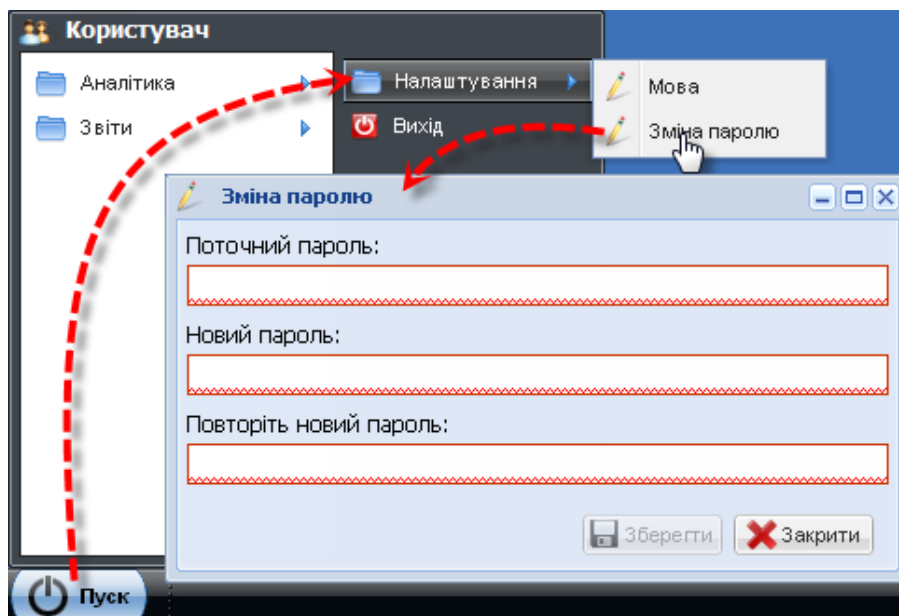 Користувач
Аналітика
Звіти
Налаштування
Вихід
Мова
Зміна паролю
Зміна паролю
Поточний пароль:
Новий пароль:
Повторіть новий пароль:
Зберегти
Закрити
Пуск